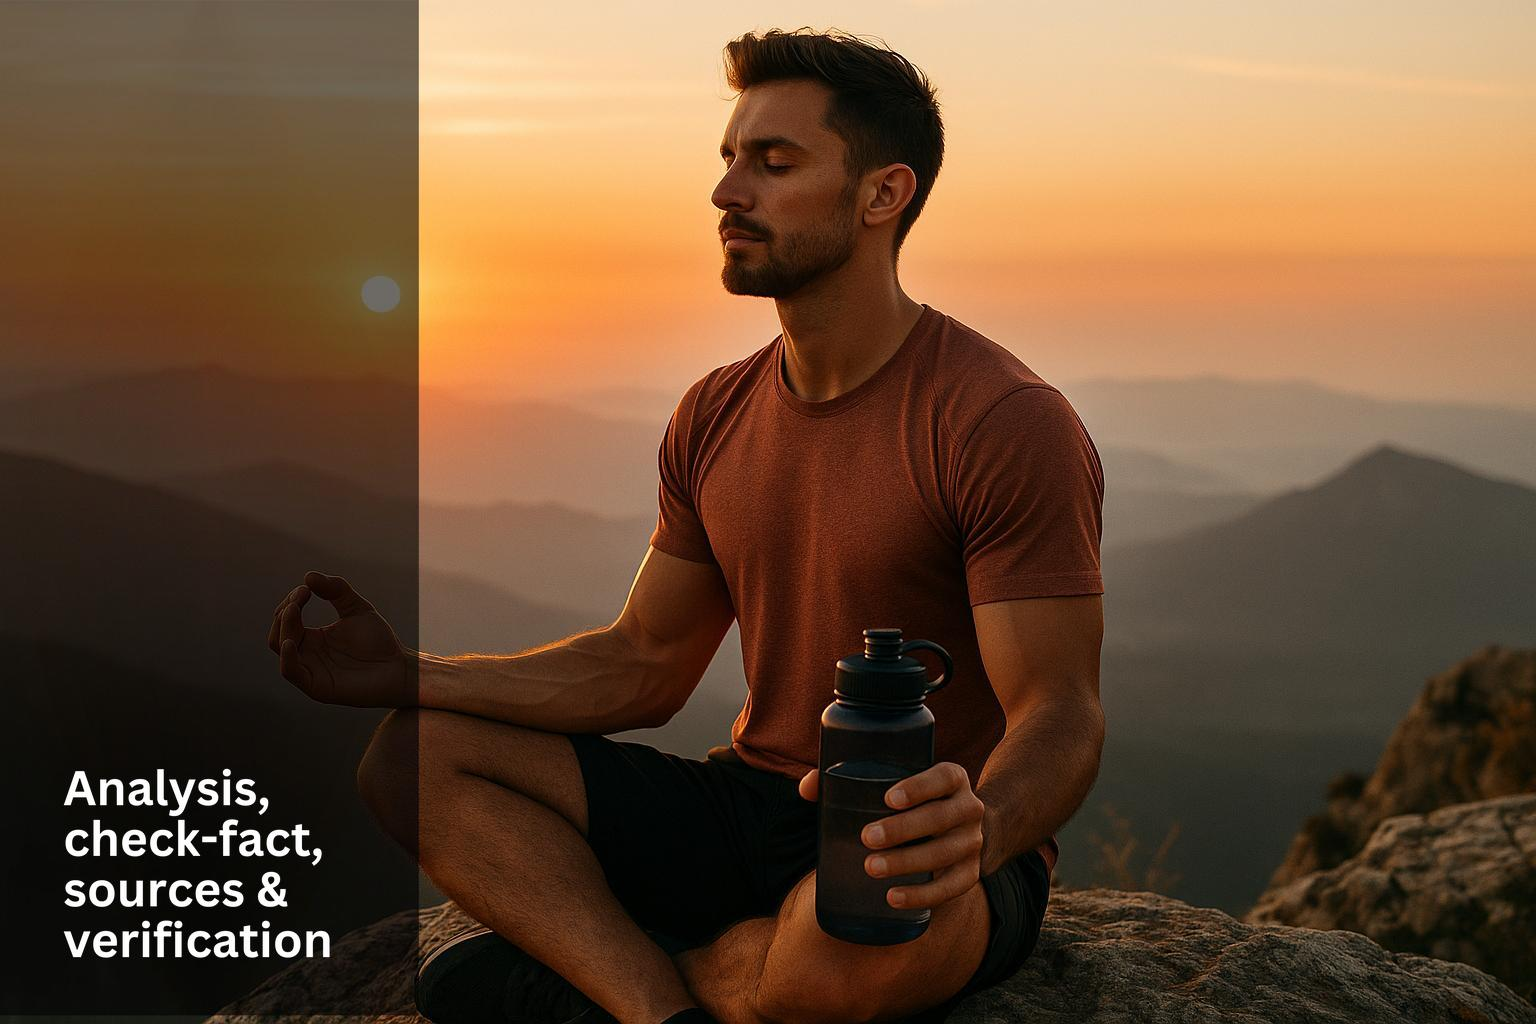 Analysis,
check-fact,
sources &
verification